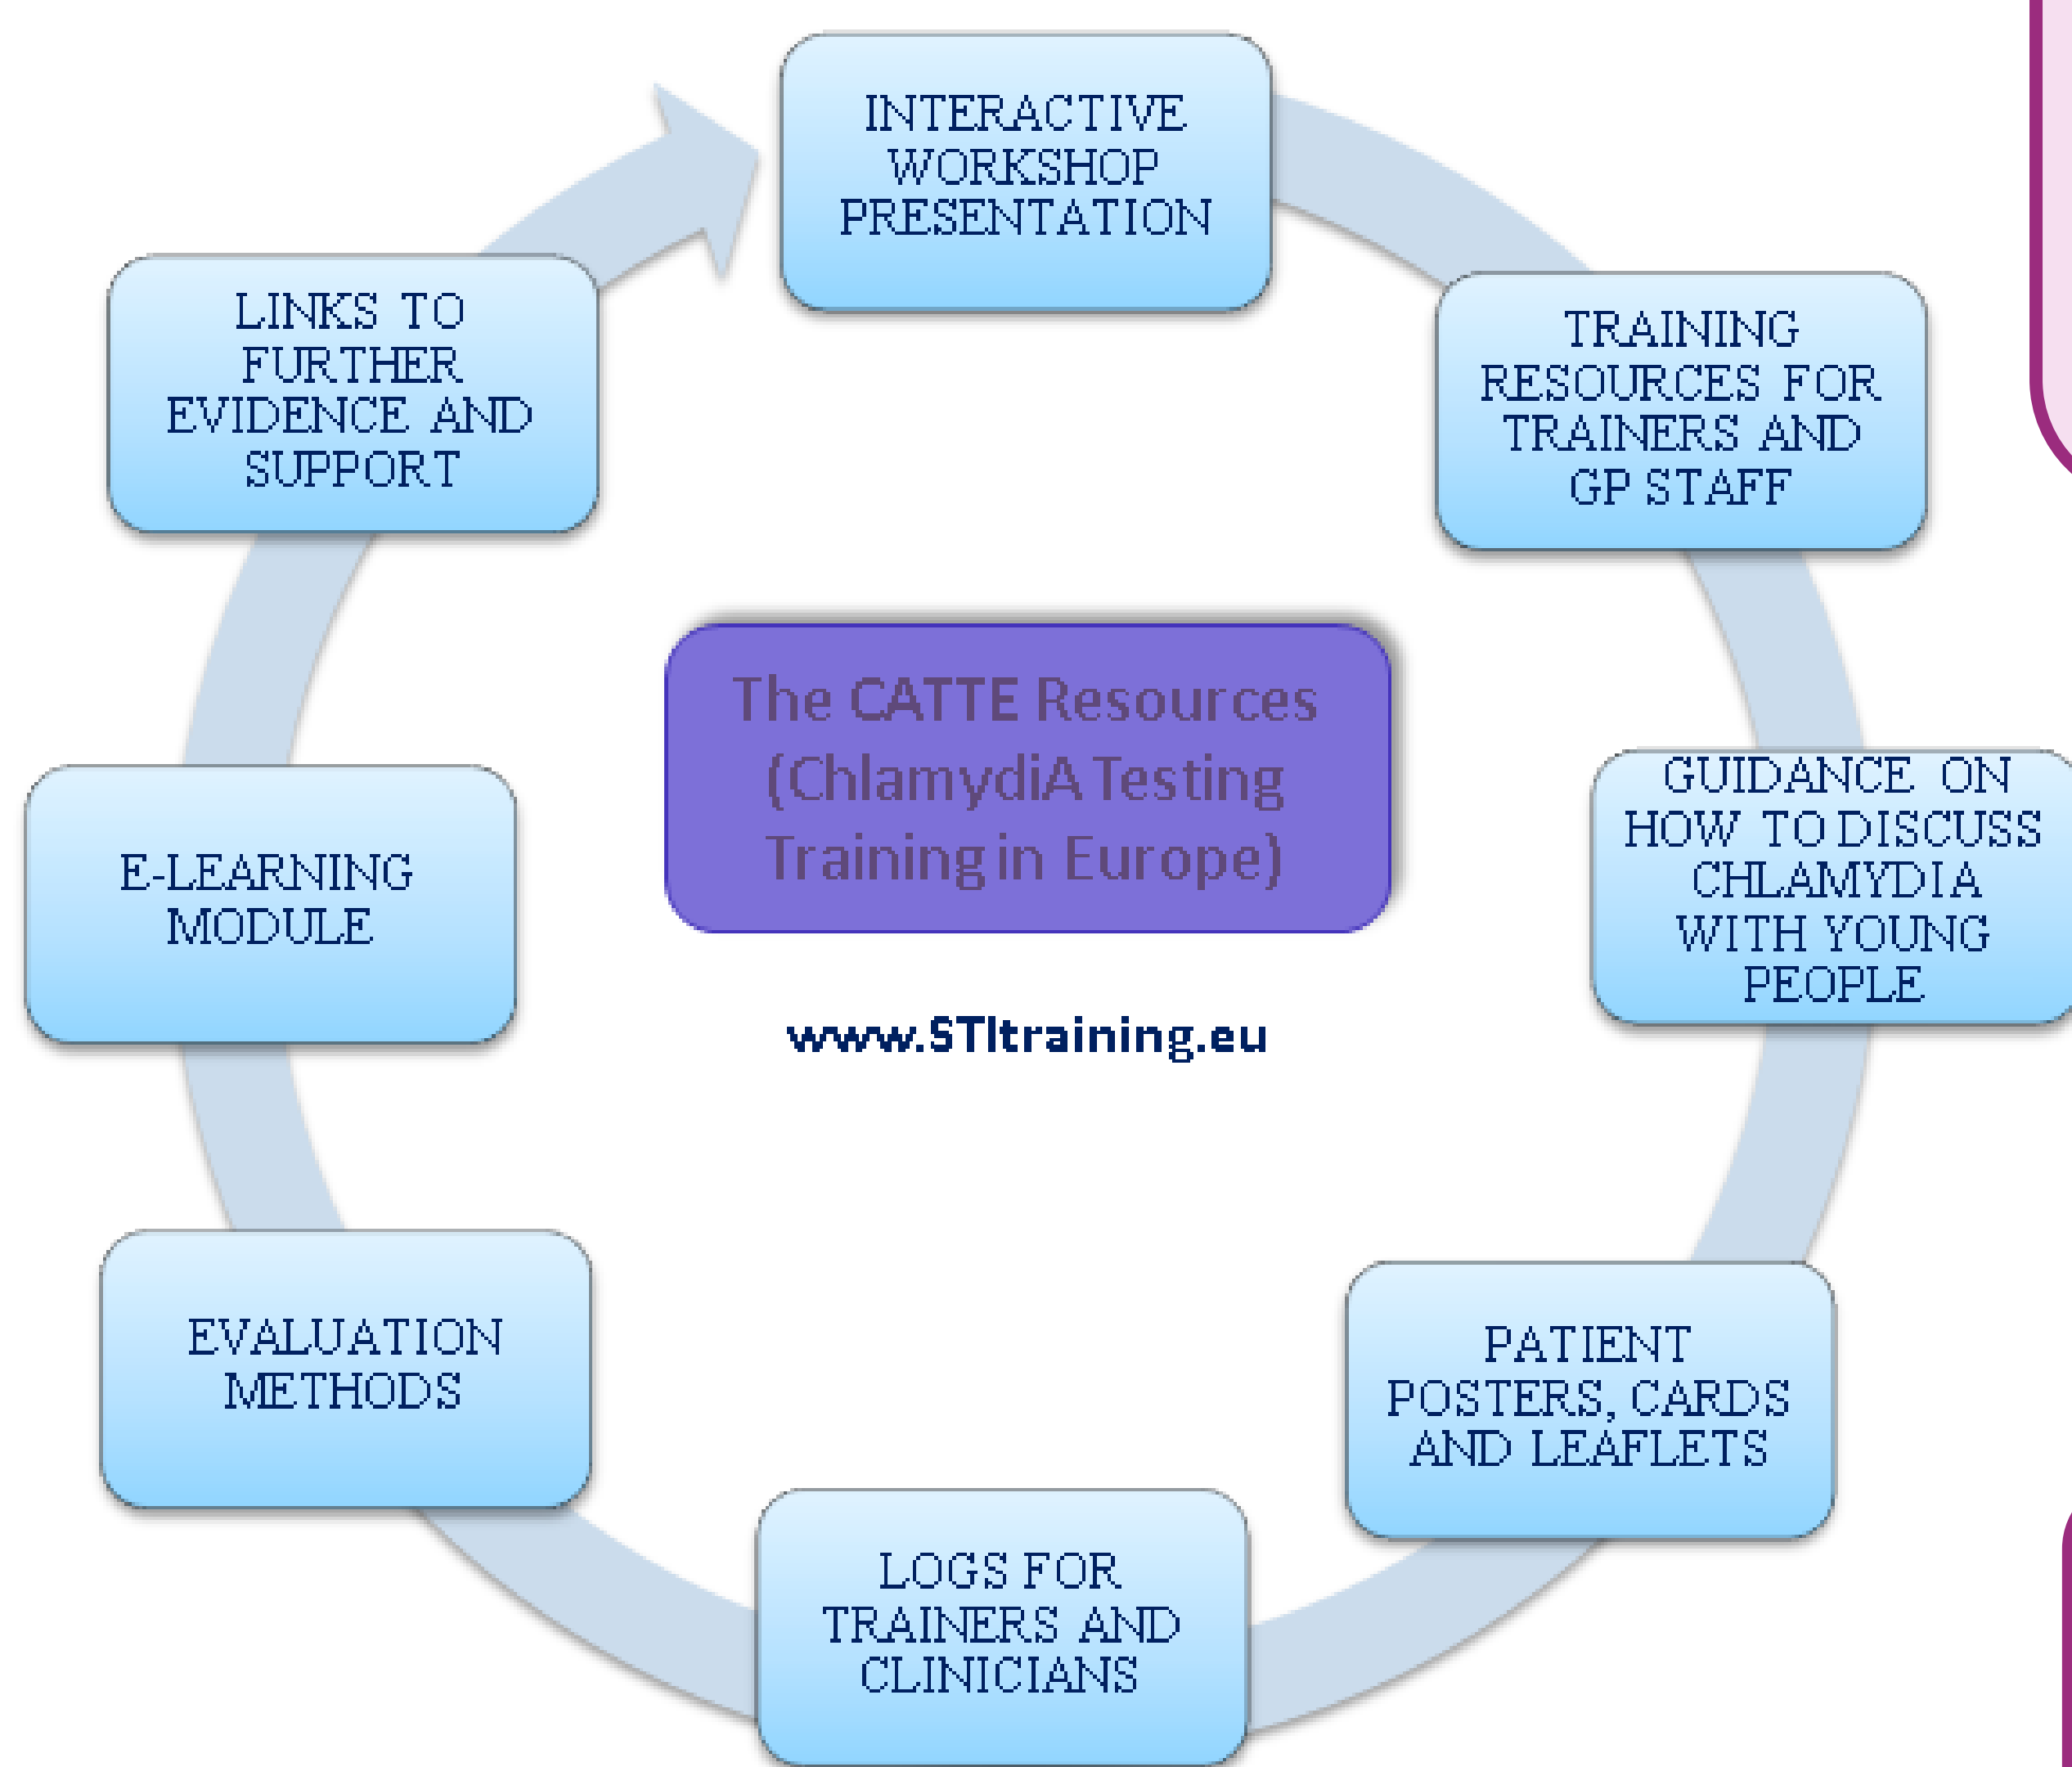 INTERACTIVE
WORKSHOP
PRESENTATION
TRAINING
RESOURCES FOR
TRAINERS AND
GP STAFF
GUIDANCE ON
HOW TO DISCUSS
CHLAMYDIA
WITH YOUNG
PEOPLE
PATIENT
POSTERS, CARDS
AND LEAFLETS
LOGS FOR
TRAINERS AND
CLINICIANS
EVALUATION
METHODS
E-LEARNING
MODULE
LINKS TO
FURTHER
EVIDENCE AND
SUPPORT
The CATTE Resources
(ChlamydiA Testing
Training in Europe)
www.STItraining.eu